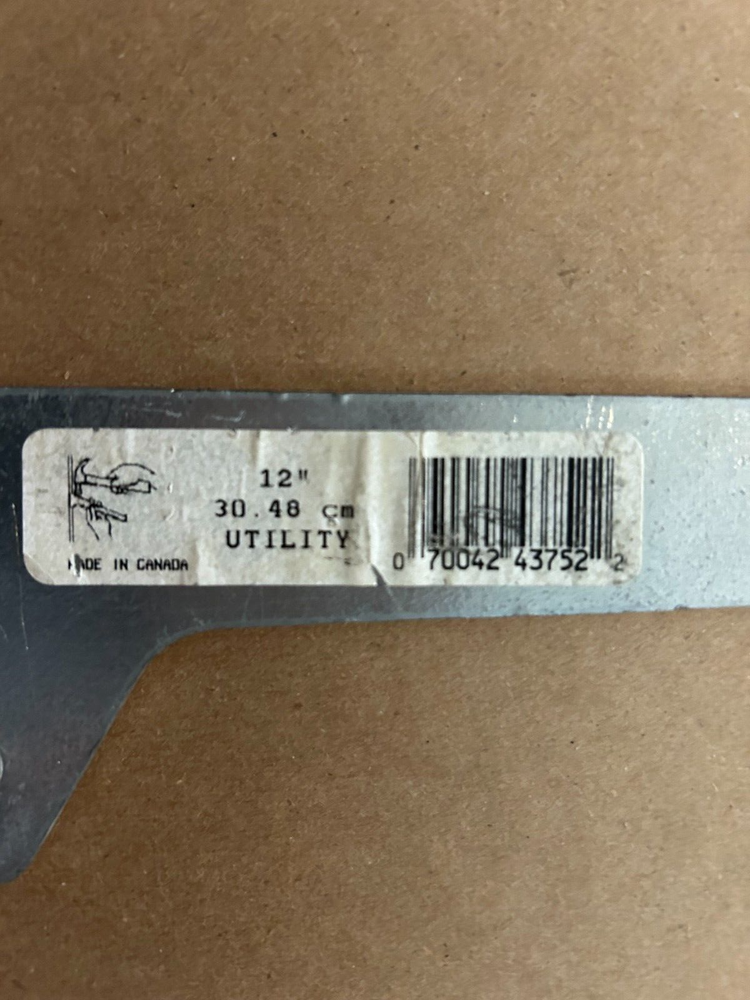 12"
30.48 cm
UTILITY
MADE IN CANADA
0 70042 43752 2